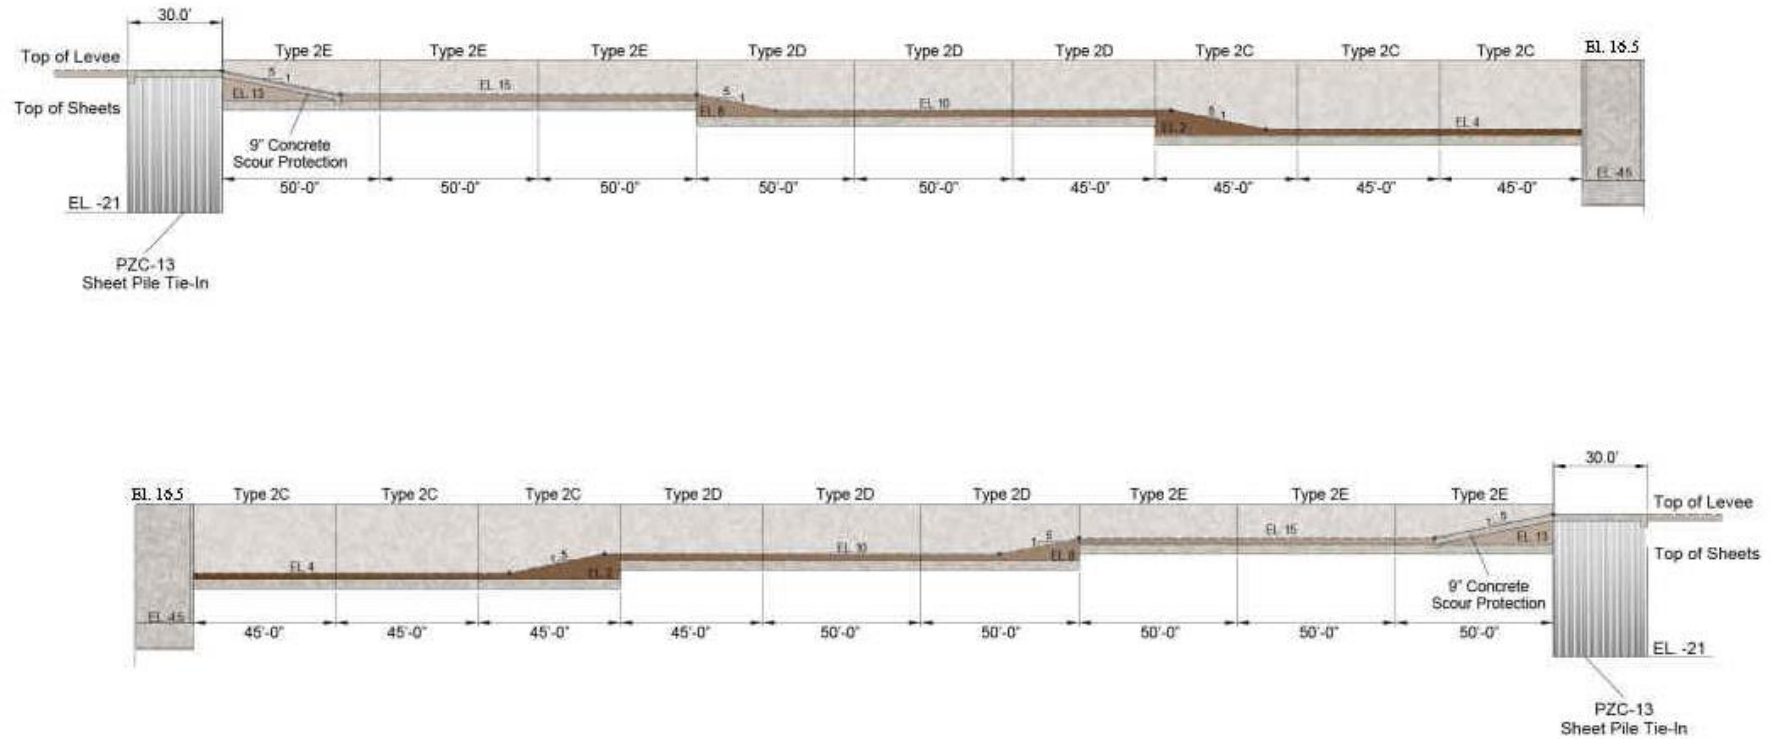 30.0'
Type 2E Type 2E Type 2E Type 2D Type 2D Type 2D Type 2C Type 2C Type 2C El. 16.5
Top of Levee
5 1
EL 13 EL 15 5 1 EL 8 EL 10 5 1 EL 2 EL 4
Top of Sheets
9" Concrete
Scour Protection
EL -45
50'-0" 50'-0" 50'-0" 50'-0" 50'-0" 45'-0" 45'-0" 45'-0" 45'-0"
EL. -21
PZC-13
Sheet Pile Tie-In
30.0'
El. 16.5 Type 2C Type 2C Type 2C Type 2D Type 2D Type 2D Type 2E Type 2E Type 2E
Top of Levee
1 5
EL 4 1 5 EL 2 EL 10 1 5 EL 8 EL 15 EL 13
Top of Sheets
9" Concrete
Scour Protection
EL -45
45'-0" 45'-0" 45'-0" 45'-0" 50'-0" 50'-0" 50'-0" 50'-0" 50'-0"
EL. -21
PZC-13
Sheet Pile Tie-In